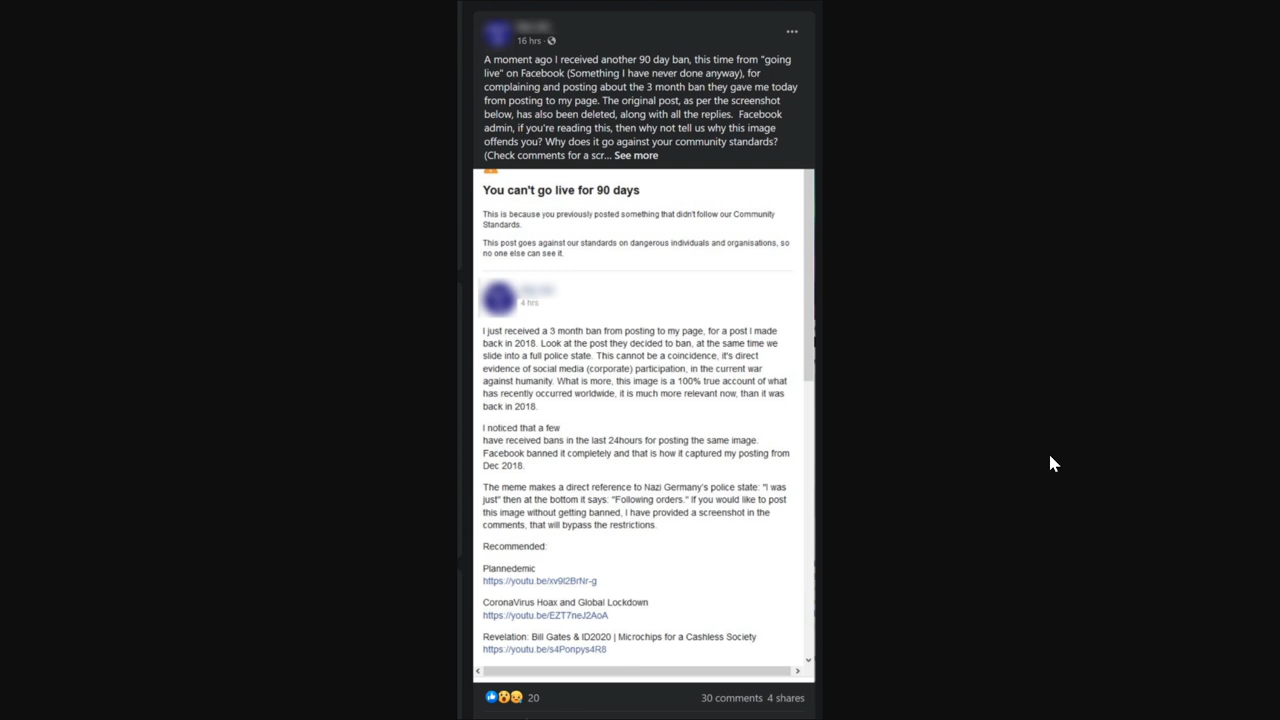 16 hrs ·
A moment ago I received another 90 day ban, this time from "going
live" on Facebook (Something I have never done anyway), for
complaining and posting about the 3 month ban they gave me today
from posting to my page. The original post, as per the screenshot
below, has also been deleted, along with all the replies. Facebook
admin, if you're reading this, then why not tell us why this image
offends you? Why does it go against your community standards?
(Check comments for a scr... See more
You can't go live for 90 days
This is because you previously posted something that didn't follow our Community
Standards.
This post goes against our standards on dangerous individuals and organisations, so
no one else can see it.
4 hrs
I just received a 3 month ban from posting to my page, for a post I made
back in 2018. Look at the post they decided to ban, at the same time we
slide into a full police state. This cannot be a coincidence, it's direct
evidence of social media (corporate) participation, in the current war
against humanity. What is more, this image is a 100% true account of what
has recently occurred worldwide, it is much more relevant now, than it was
back in 2018.
I noticed that a few
have received bans in the last 24hours for posting the same image.
Facebook banned it completely and that is how it captured my posting from
Dec 2018.
The meme makes a direct reference to Nazi Germany's police state: "I was
just" then at the bottom it says: "Following orders." If you would like to post
this image without getting banned, I have provided a screenshot in the
comments, that will bypass the restrictions.
Recommended:
Plannedemic
https://youtu.be/xv9l2BrNr-g
CoronaVirus Hoax and Global Lockdown
https://youtu.be/EZT7neJ2AoA
Revelation: Bill Gates & ID2020 | Microchips for a Cashless Society
https://youtu.be/s4Ponpys4R8
20
30 comments 4 shares